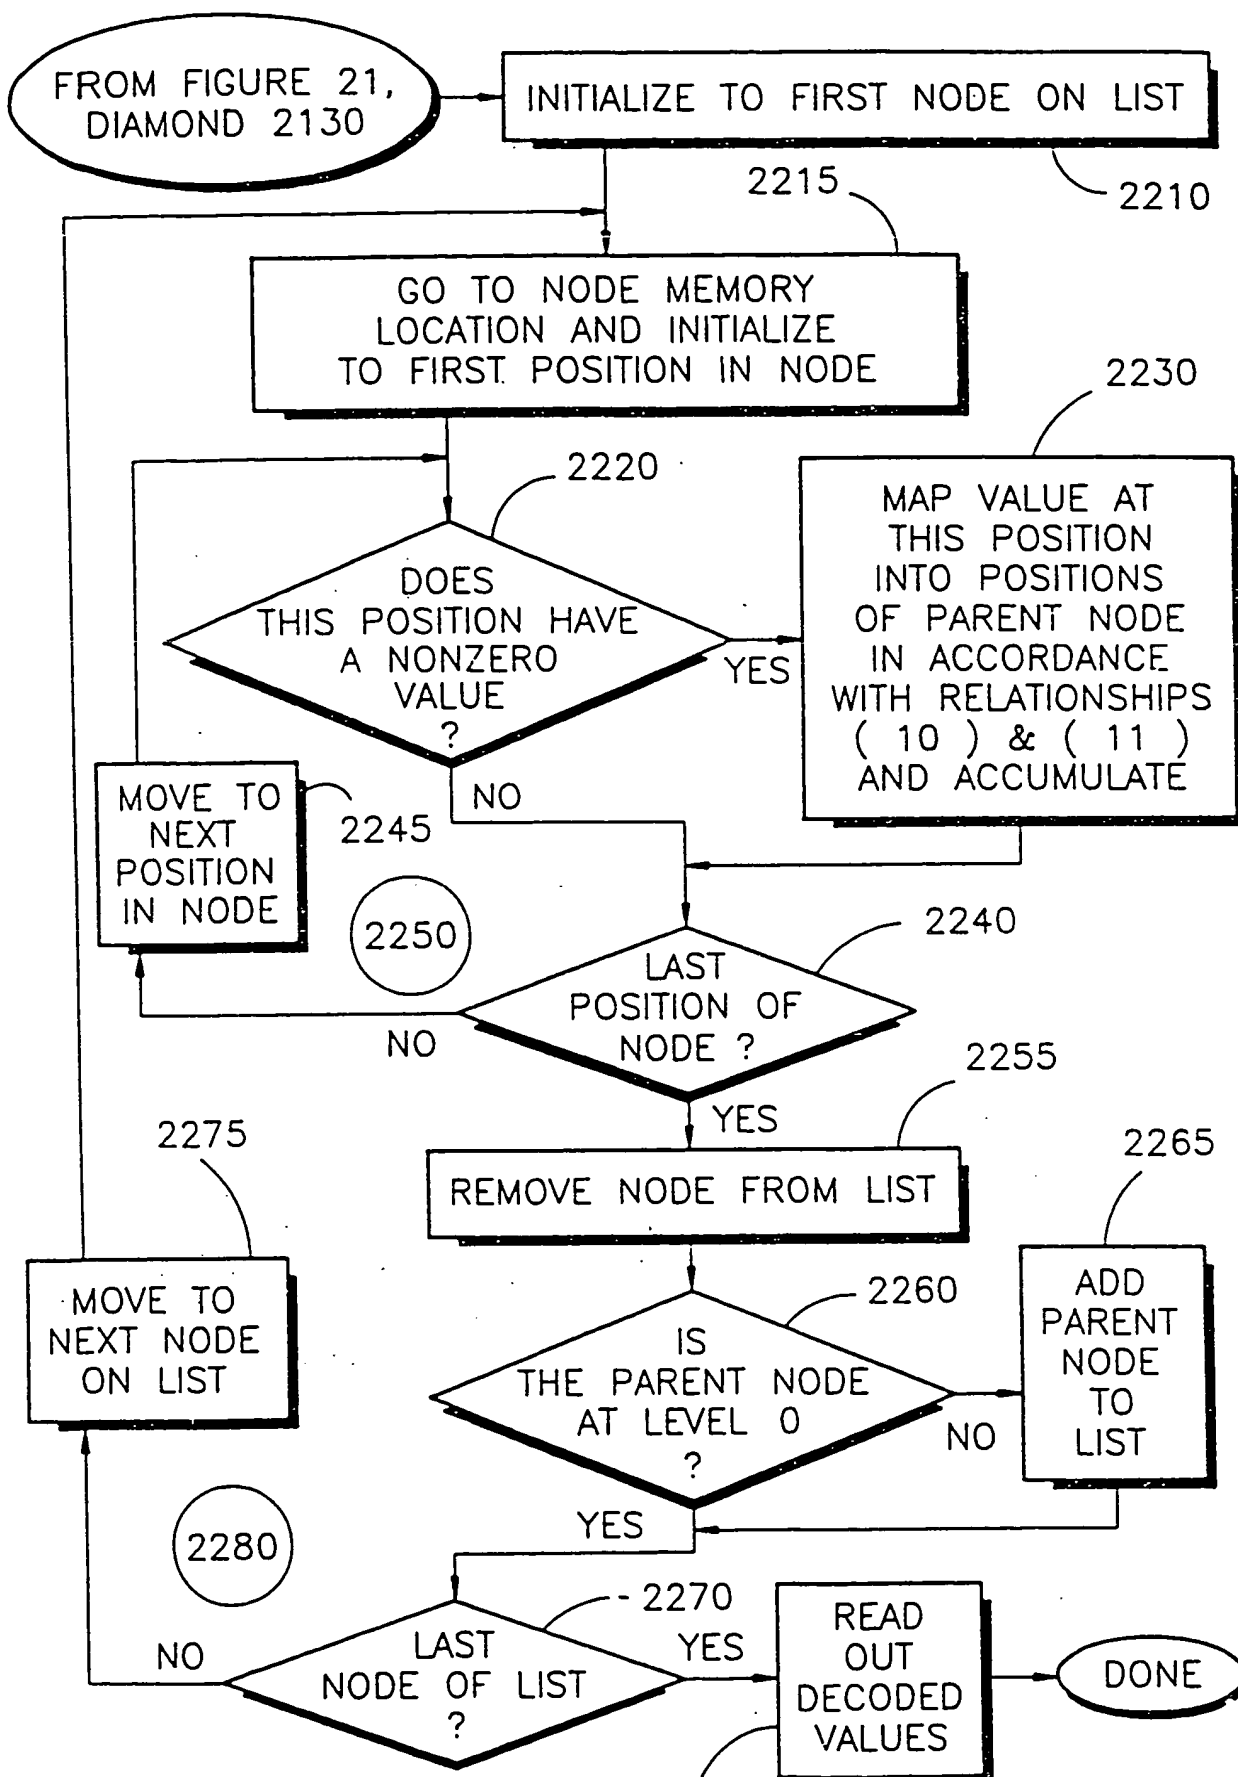 FROM FIGURE 21,
DIAMOND 2130
INITIALIZE TO FIRST NODE ON LIST
2210
2215
GO TO NODE MEMORY
LOCATION AND INITIALIZE
TO FIRST POSITION IN NODE
2220
DOES
THIS POSITION HAVE
A NONZERO
VALUE
?
YES
NO
2230
MAP VALUE AT
THIS POSITION
INTO POSITIONS
OF PARENT NODE
IN ACCORDANCE
WITH RELATIONSHIPS
( 10 ) & ( 11 )
AND ACCUMULATE
MOVE TO
NEXT
POSITION
IN NODE
2245
2250
2240
LAST
POSITION OF
NODE ?
NO
YES
2255
REMOVE NODE FROM LIST
2275
MOVE TO
NEXT NODE
ON LIST
2260
IS
THE PARENT NODE
AT LEVEL 0
?
NO
YES
2265
ADD
PARENT
NODE
TO
LIST
2280
2270
LAST
NODE OF LIST
?
NO
YES
READ
OUT
DECODED
VALUES
DONE